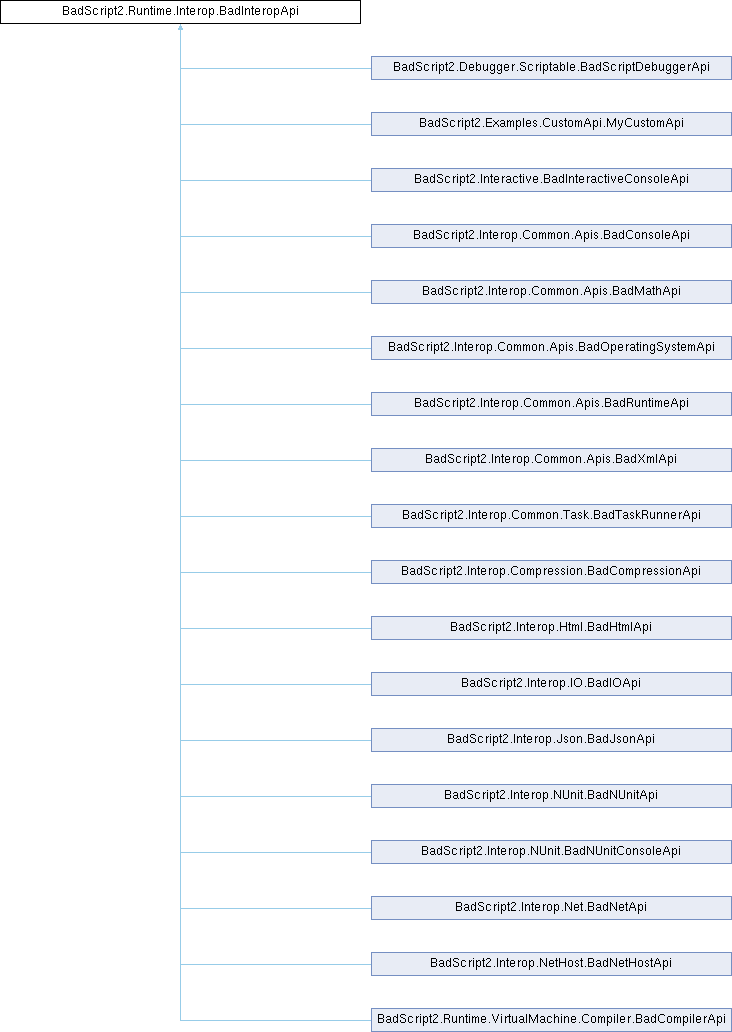 BadScript2.Runtime.Interop.BadInteropApi
BadScript2.Debugger.Scriptable.BadScriptDebuggerApi
BadScript2.Examples.CustomApi.MyCustomApi
BadScript2.Interactive.BadInteractiveConsoleApi
BadScript2.Interop.Common.Apis.BadConsoleApi
BadScript2.Interop.Common.Apis.BadMathApi
BadScript2.Interop.Common.Apis.BadOperatingSystemApi
BadScript2.Interop.Common.Apis.BadRuntimeApi
BadScript2.Interop.Common.Apis.BadXmlApi
BadScript2.Interop.Common.Task.BadTaskRunnerApi
BadScript2.Interop.Compression.BadCompressionApi
BadScript2.Interop.Html.BadHtmlApi
BadScript2.Interop.IO.BadIOApi
BadScript2.Interop.Json.BadJsonApi
BadScript2.Interop.NUnit.BadNUnitApi
BadScript2.Interop.NUnit.BadNUnitConsoleApi
BadScript2.Interop.Net.BadNetApi
BadScript2.Interop.NetHost.BadNetHostApi
BadScript2.Runtime.VirtualMachine.Compiler.BadCompilerApi